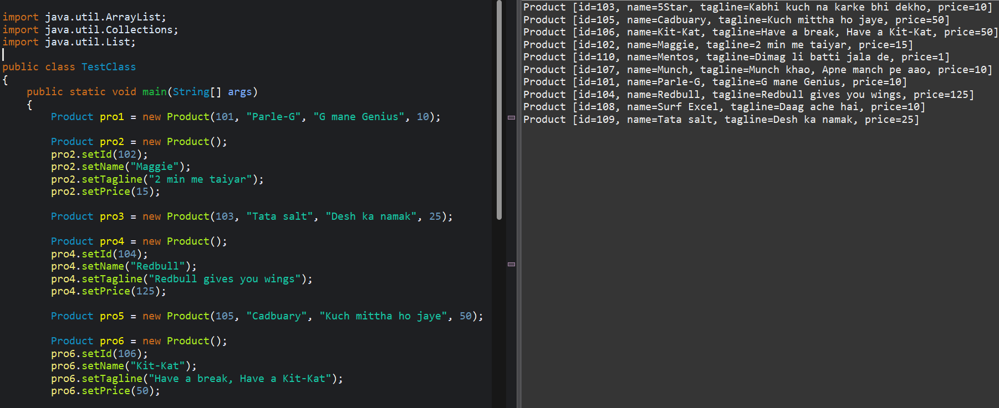 import java.util.ArrayList;
import java.util.Collections;
import java.util.List;
public class TestClass
{
public static void main(String[] args)
{
Product pro1 = new Product(101, "Parle-G", "G mane Genius", 10);
Product pro2 = new Product();
pro2.setId(102);
pro2.setName("Maggie");
pro2.setTagline("2 min me taiyar");
pro2.setPrice(15);
Product pro3 = new Product(103, "Tata salt", "Desh ka namak", 25);
Product pro4 = new Product();
pro4.setId(104);
pro4.setName("Redbull");
pro4.setTagline("Redbull gives you wings");
pro4.setPrice(125);
Product pro5 = new Product(105, "Cadbuary", "Kuch mittha ho jaye", 50);
Product pro6 = new Product();
pro6.setId(106);
pro6.setName("Kit-Kat");
pro6.setTagline("Have a break, Have a Kit-Kat");
pro6.setPrice(50);
Product [id=103, name=5Star, tagline=Kabhi kuch na karke bhi dekho, price=10]
Product [id=105, name=Cadbuary, tagline=Kuch mittha ho jaye, price=50]
Product [id=106, name=Kit-Kat, tagline=Have a break, Have a Kit-Kat, price=50]
Product [id=102, name=Maggie, tagline=2 min me taiyar, price=15]
Product [id=110, name=Mentos, tagline=Dimag li batti jala de, price=1]
Product [id=107, name=Munch, tagline=Munch khao, Apne manch pe aao, price=10]
Product [id=101, name=Parle-G, tagline=G mane Genius, price=10]
Product [id=104, name=Redbull, tagline=Redbull gives you wings, price=125]
Product [id=108, name=Surf Excel, tagline=Daag ache hai, price=10]
Product [id=109, name=Tata salt, tagline=Desh ka namak, price=25]